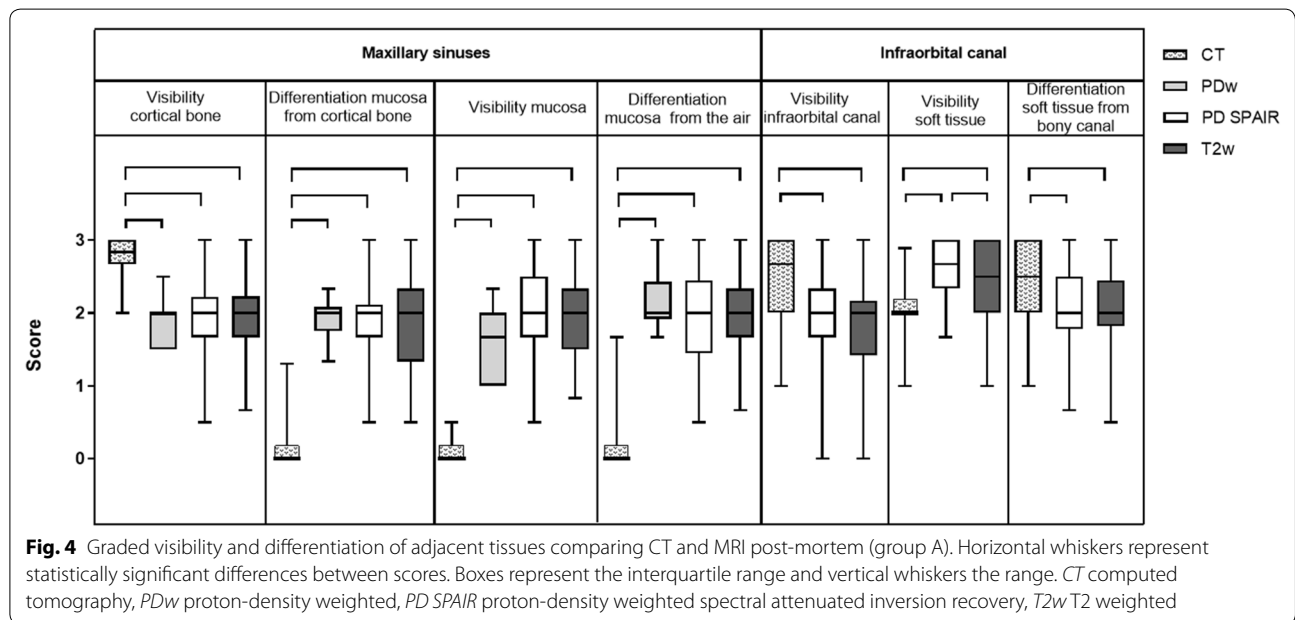 Maxillary sinuses
Infraorbital canal
Visibility
cortical bone
Differentiation mucosa
from cortical bone
Visibility mucosa
Differentiation
mucosa from the air
Visibility
infraorbital canal
Visibility
soft tissue
Differentiation
soft tissue from
bony canal
CT
PDw
PD SPAIR
T2w
Score
3
2
1
0
Fig. 4 Graded visibility and differentiation of adjacent tissues comparing CT and MRI post-mortem (group A). Horizontal whiskers represent
statistically significant differences between scores. Boxes represent the interquartile range and vertical whiskers the range. CT computed
tomography, PDw proton-density weighted, PD SPAIR proton-density weighted spectral attenuated inversion recovery, T2w T2 weighted